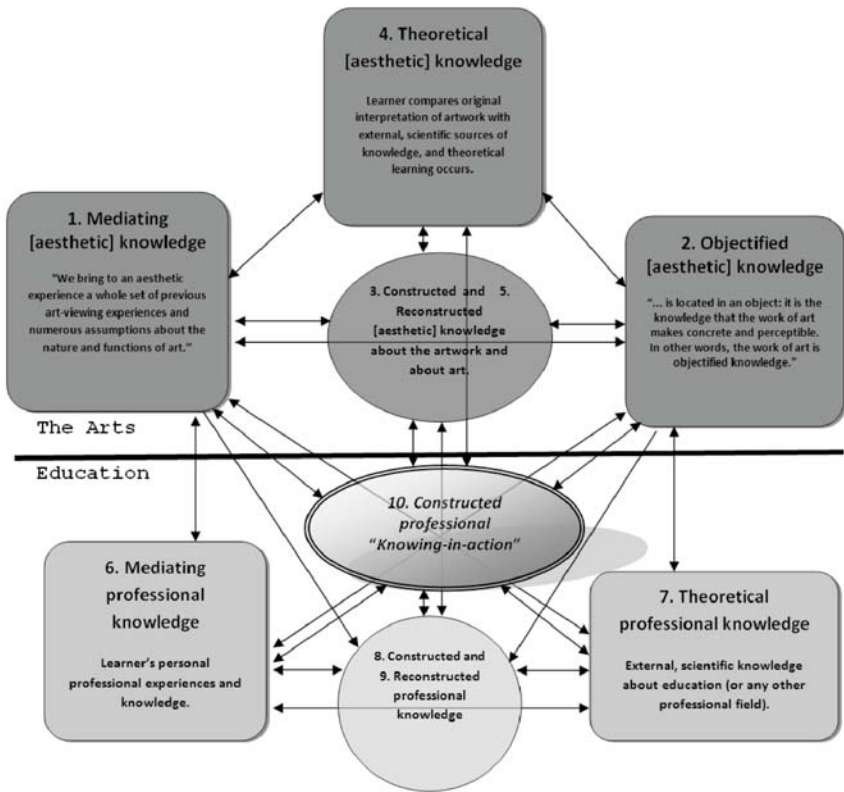 4. Theoretical
[aesthetic] knowledge
Learner compares original
interpretation of artwork with
external, scientific sources of
knowledge, and theoretical
learning occurs.
1. Mediating
[aesthetic] knowledge
"We bring to an aesthetic
experience a whole set of previous
art-viewing experiences and
numerous assumptions about the
nature and functions of art."
2. Objectified
[aesthetic] knowledge
"... is located in an object: it is the
knowledge that the work of art
makes concrete and perceptible.
In other words, the work of art is
objectified knowledge."
3. Constructed and 5.
Reconstructed
[aesthetic] knowledge
about the artwork and
about art.
The Arts
Education
10. Constructed
professional
"Knowing-in-action"
6. Mediating
professional
knowledge
Learner's personal
professional experiences and
knowledge.
7. Theoretical
professional knowledge
External, scientific knowledge
about education (or any other
professional field).
8. Constructed and
9. Reconstructed
professional
knowledge